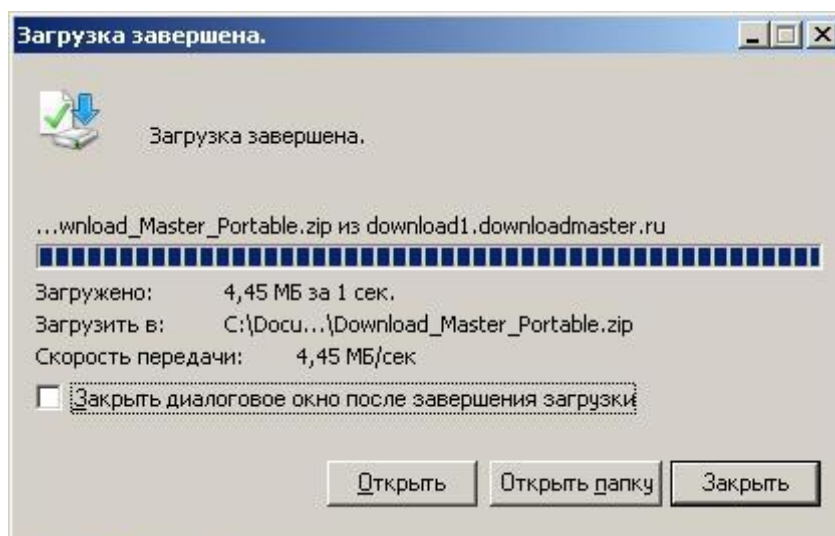 Загрузка завершена.
Загрузка завершена.
...wnload_Master_Portable.zip из download1.downloadmaster.ru
Загружено: 4,45 МБ за 1 сек.
Загрузить в: C:\Docu...\Download_Master_Portable.zip
Скорость передачи: 4,45 МБ/сек
Закрыть диалоговое окно после завершения загрузки
Открыть Открыть папку Закрыть